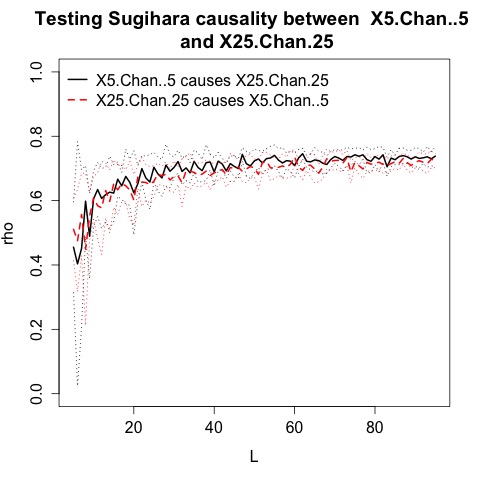 Testing Sugihara causality between  X5.Chan..5
and X25.Chan.25
1.0
X5.Chan..5 causes X25.Chan.25
X25.Chan.25 causes X5.Chan..5
0.8
0.6
rho
0.4
0.2
0.0
20 40 60 80
L